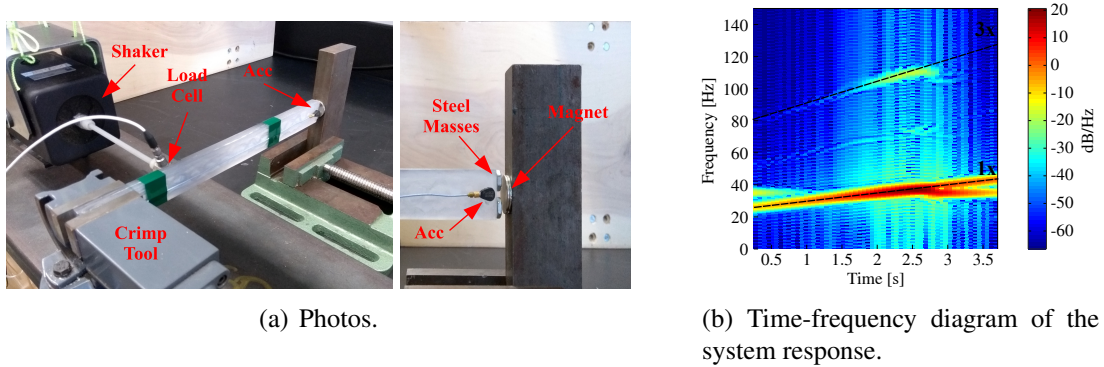 Shaker
Load
Cell
Acc
Crimp
Tool
Steel
Masses
Magnet
Acc
(a) Photos.
Frequency [Hz]
140
120
100
80
60
40
20
0
3x
1x
0.5 1 1.5 2 2.5 3 3.5
Time [s]
20
10
0
-10
-20
-30
-40
-50
-60
dB/Hz
(b) Time-frequency diagram of the
system response.